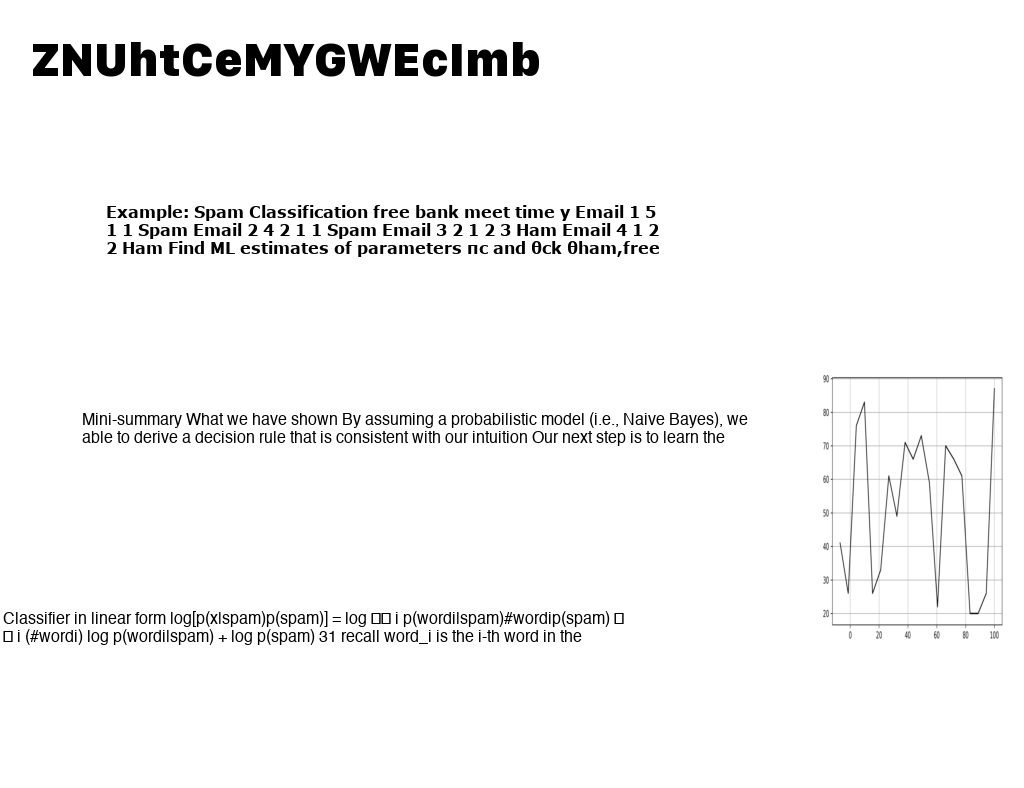 ZNUhtCeMYGWEcImb
Example: Spam Classification free bank meet time y Email 1 5
1 1 Spam Email 2 4 2 1 1 Spam Email 3 2 1 2 3 Ham Email 4 1 2
2 Ham Find ML estimates of parameters πc and θck θham,free
Mini-summary What we have shown By assuming a probabilistic model (i.e., Naive Bayes), we
able to derive a decision rule that is consistent with our intuition Our next step is to learn the
90
80
70
60
50
40
30
20
0 20 40 60 80 100
Classifier in linear form log[p(x|spam)p(spam)] = log □□ i p(wordi|spam)#wordip(spam) □
□ i (#wordi) log p(wordi|spam) + log p(spam) 31 recall word_i is the i-th word in the